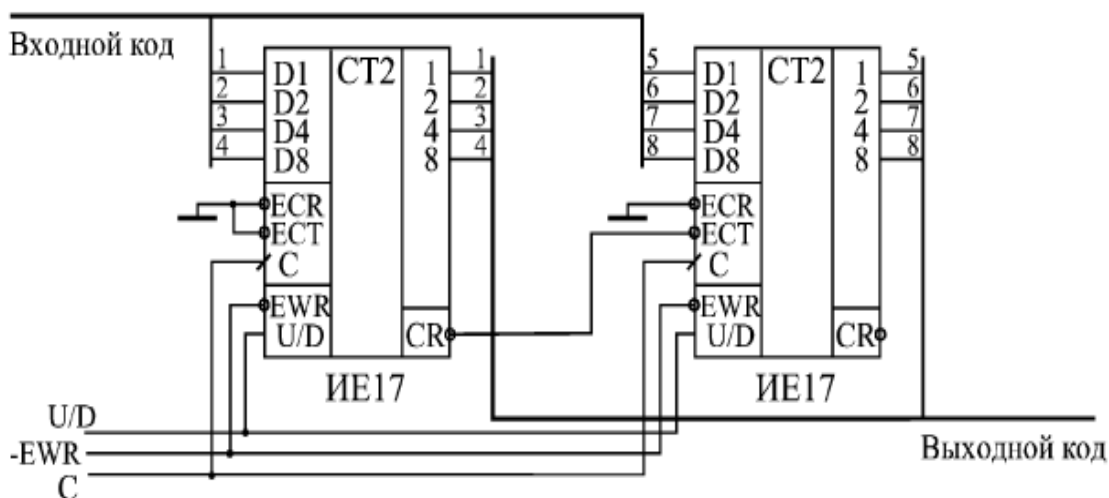 Входной код
1 D1 CT2 1 1
2 D2 2 2
3 D4 4 3
4 D8 8 4
ECR
ECT
C
EWR
U/D CR
ИЕ17
5 D1 CT2 1 5
6 D2 2 6
7 D4 4 7
8 D8 8 8
ECR
ECT
C
EWR
U/D CR
ИЕ17
U/D
-EWR
C
Выходной код